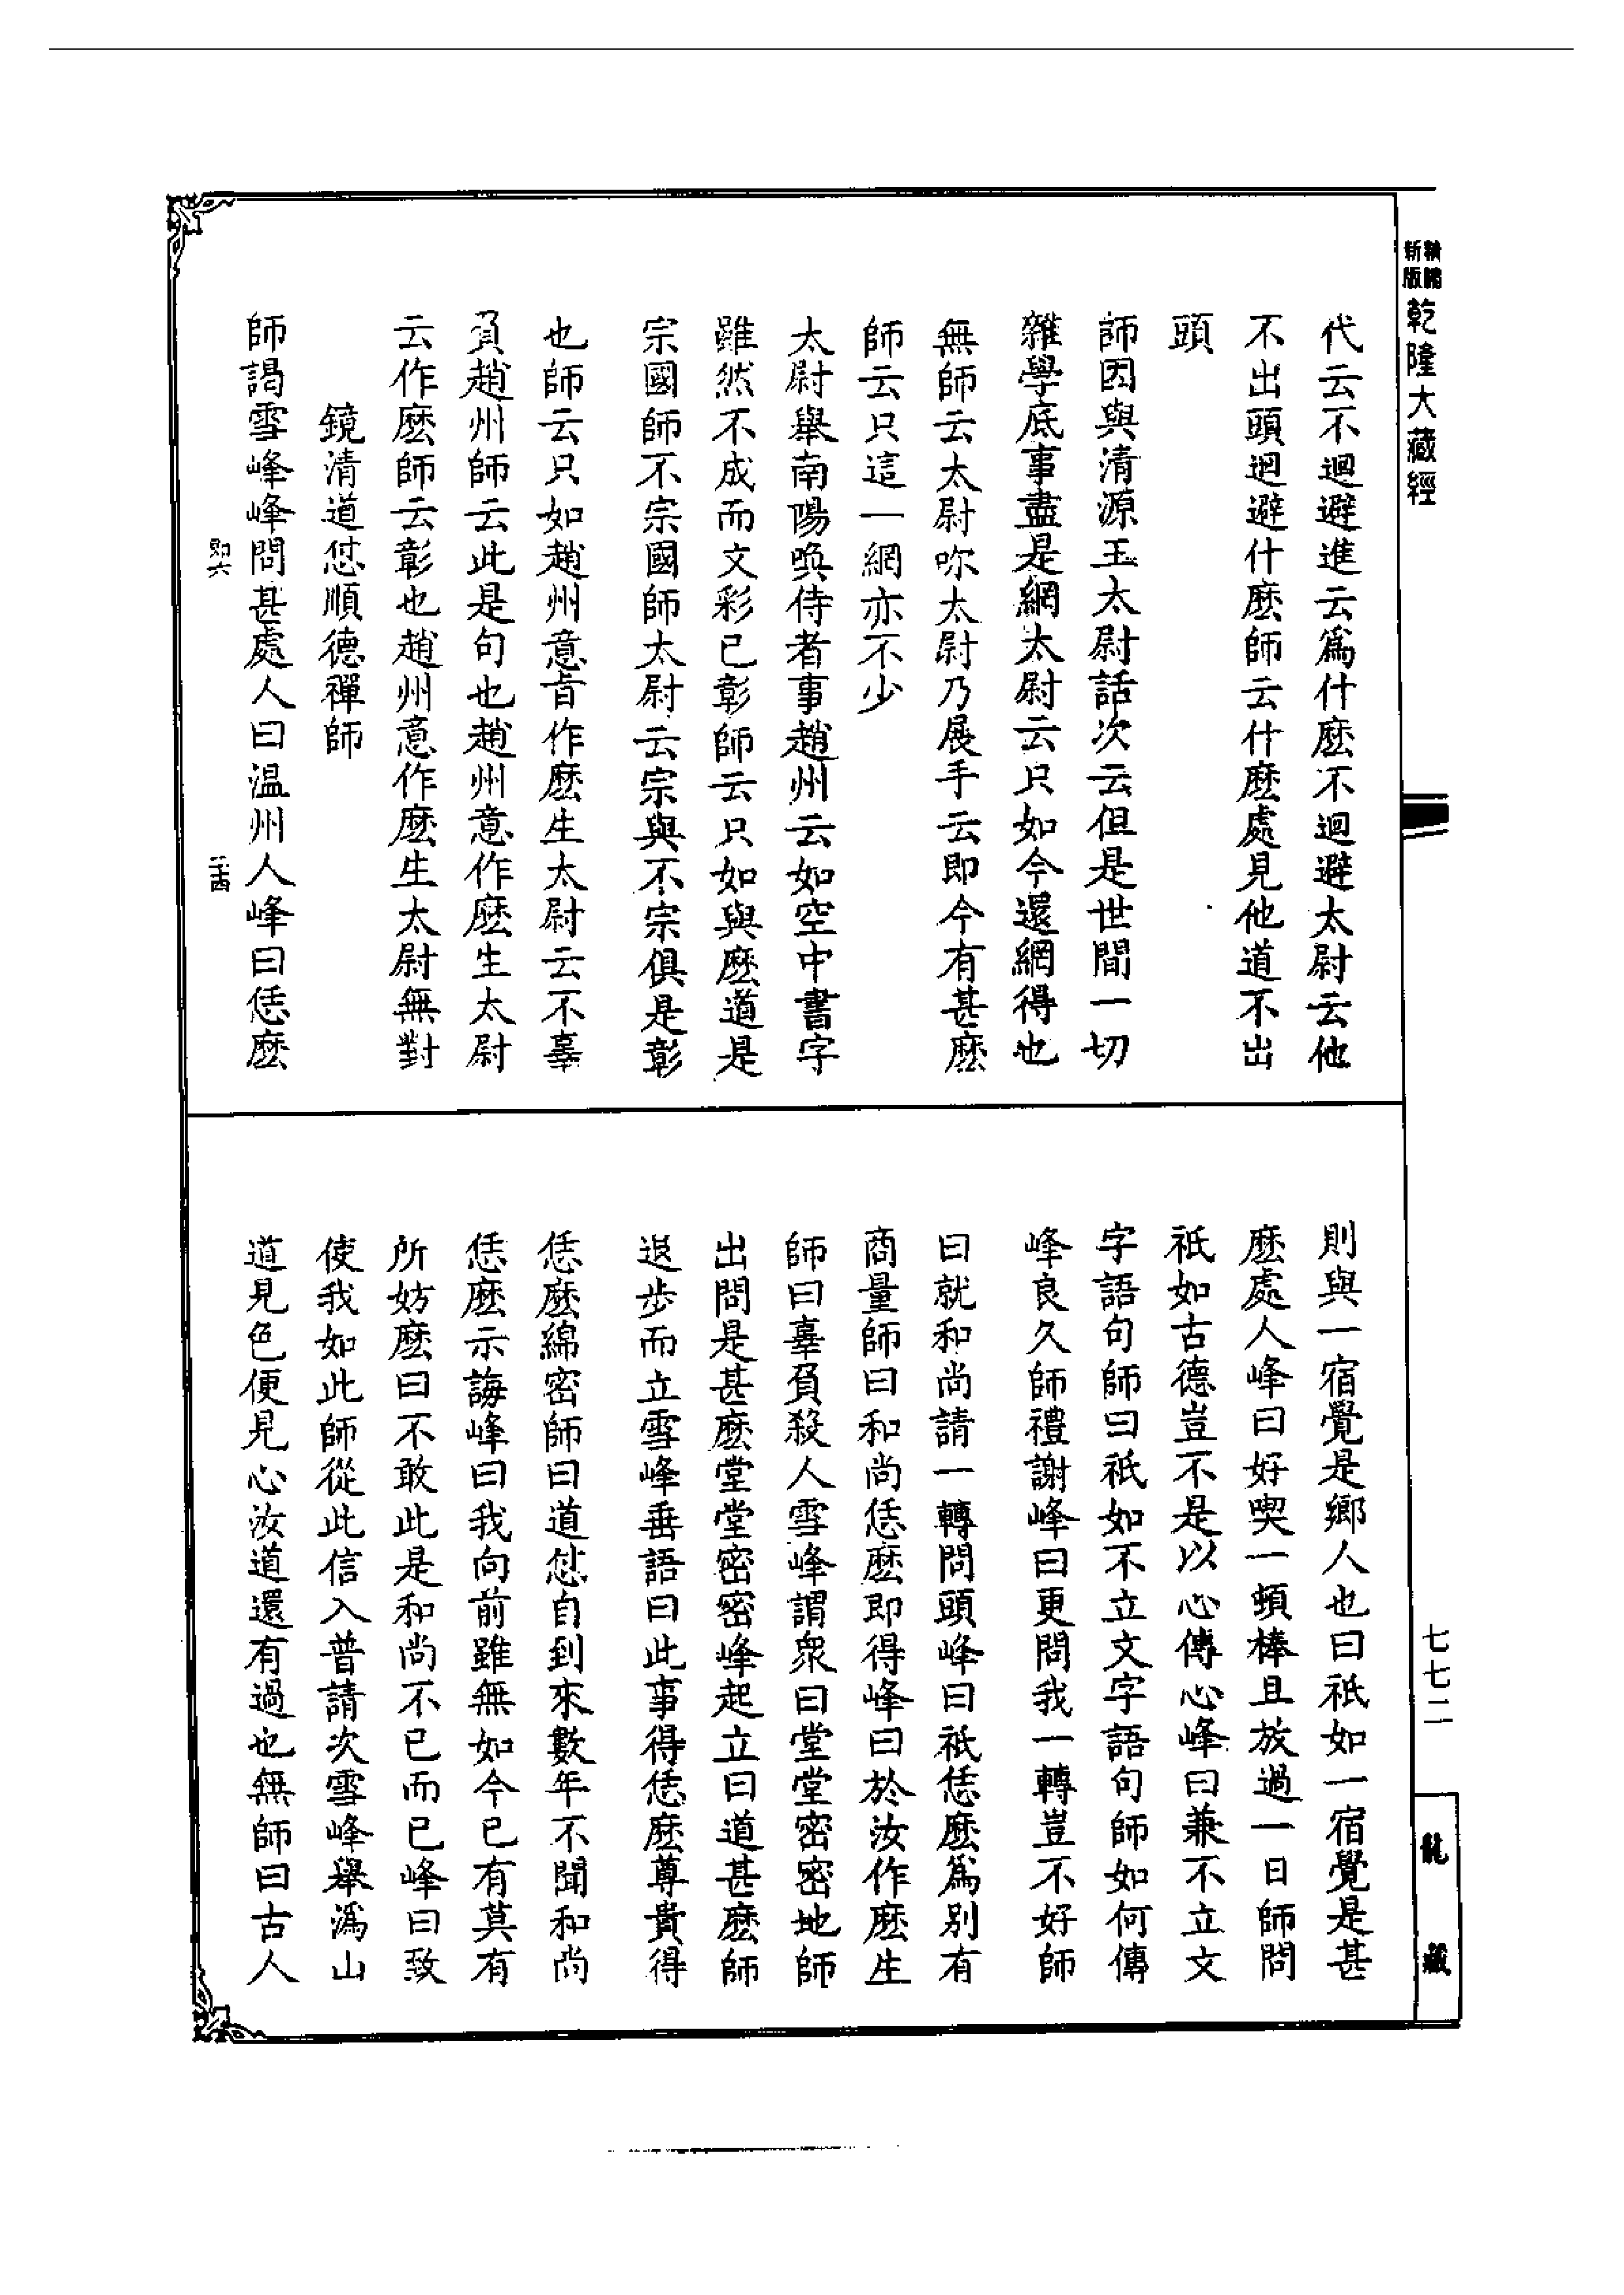 精縮
新版
乾隆大藏經
代云不迴避進云爲什麽不迴避太尉云他
不出頭迴避什麽師云什麽處見他道不出
頭
師因與清源王太尉話次云但是世間一切
雜學底事盡是網太尉云只如今還網得也
無師云太尉吹太尉乃展手云即今有甚麽
師云只這一網亦不少
太尉舉南陽喚侍者事趙州云如空中書字
雖然不成而文彩已彰師云只如與麽道是
宗國師不宗國師太尉云宗與不宗俱是彰
也師云只如趙州意旨作麽生太尉云不辜
負趙州師云此是句也趙州意作麽生太尉
云作麽師云彰也趙州意作麽生太尉無對
鏡清道怤順德禪師
師謁雪峰峰問甚處人曰温州人峰曰恁麽
即六
則與一宿覺是鄉人也曰祇如一宿覺是甚
麽處人峰曰好喫一頓棒且放過一日師問
祇如古德豈不是以心傳心峰曰兼不立文
字語句師曰祇如不立文字語句師如何傳
峰良久師禮謝峰曰更問我一轉豈不好師
曰就和尚請一轉問頭峰曰祇恁麽爲別有
商量師曰和尚恁麽即得峰曰於汝作麽生
師曰辜負殺人雪峰謂衆曰堂堂密密地師
出問是甚麽堂堂密密峰起立曰道甚麽師
退步而立雪峰垂語曰此事得恁麽尊貴得
恁麽綿密師曰道怤自到來數年不聞和尚
恁麽示誨峰曰我向前雖無如今已有莫有
所妨麽曰不敢此是和尚不已而已峰曰致
使我如此師從此信入普請次雪峰舉潙山
道見色便見心汝道還有過也無師曰古人
七七二
龍藏